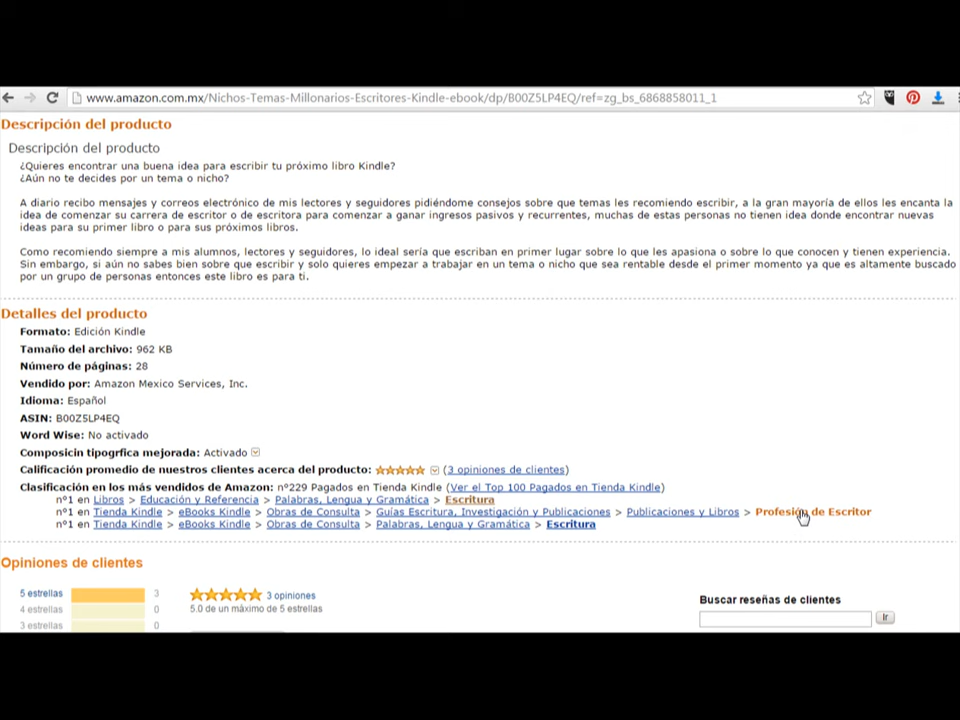 www.amazon.com.mx/Nichos-Temas-Millonarios-Escritores-Kindle-ebook/dp/B00Z5LP4EQ/ref=zg_bs_6868858011_1
Descripción del producto
Descripción del producto
¿Quieres encontrar una buena idea para escribir tu próximo libro Kindle?
¿Aún no te decides por un tema o nicho?
A diario recibo mensajes y correos electrónico de mis lectores y seguidores pidiéndome consejos sobre que temas les recomiendo escribir, a la gran mayoría de ellos les encanta la
idea de comenzar su carrera de escritor o de escritora para comenzar a ganar ingresos pasivos y recurrentes, muchas de estas personas no tienen idea donde encontrar nuevas
ideas para su primer libro o para sus próximos libros.
Como recomiendo siempre a mis alumnos, lectores y seguidores, lo ideal sería que escriban en primer lugar sobre lo que les apasiona o sobre lo que conocen y tienen experiencia.
Sin embargo, si aún no sabes bien sobre que escribir y solo quieres empezar a trabajar en un tema o nicho que sea rentable desde el primer momento ya que es altamente buscado
por un grupo de personas entonces este libro es para ti.
Detalles del producto
Formato: Edición Kindle
Tamaño del archivo: 962 KB
Número de páginas: 28
Vendido por: Amazon Mexico Services, Inc.
Idioma: Español
ASIN: B00Z5LP4EQ
Word Wise: No activado
Composicin tipogrfica mejorada: Activado
Calificación promedio de nuestros clientes acerca del producto: (3 opiniones de clientes)
Clasificación en los más vendidos de Amazon: nº229 Pagados en Tienda Kindle (Ver el Top 100 Pagados en Tienda Kindle)
nº1 en Libros > Educación y Referencia > Palabras, Lengua y Gramática > Escritura
nº1 en Tienda Kindle > eBooks Kindle > Obras de Consulta > Guías Escritura, Investigación y Publicaciones > Publicaciones y Libros > Profesión de Escritor
nº1 en Tienda Kindle > eBooks Kindle > Obras de Consulta > Palabras, Lengua y Gramática > Escritura
Opiniones de clientes
5 estrellas 3 3 opiniones
4 estrellas 0 5.0 de un máximo de 5 estrellas
3 estrellas 0
Buscar reseñas de clientes
Ir